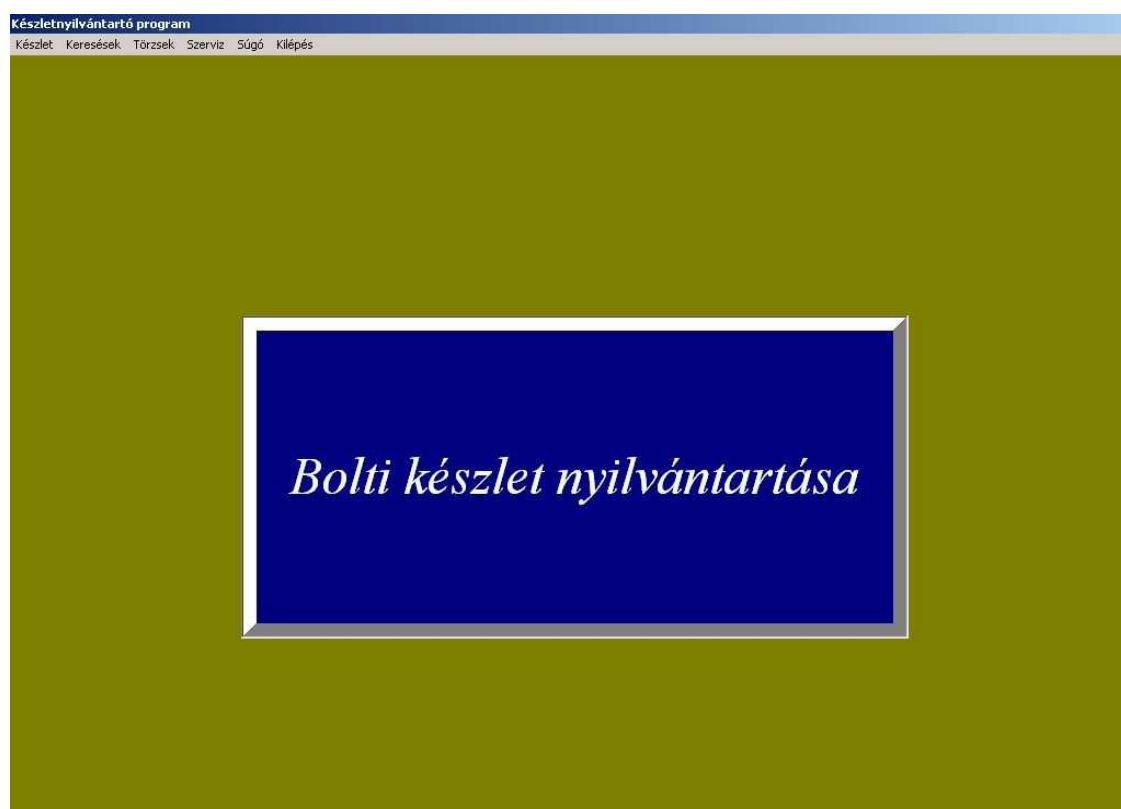 Készletnyilvántartó program
Készlet Keresések Törzsek Szerviz Súgó Kilépés
Bolti készlet nyilvántartása